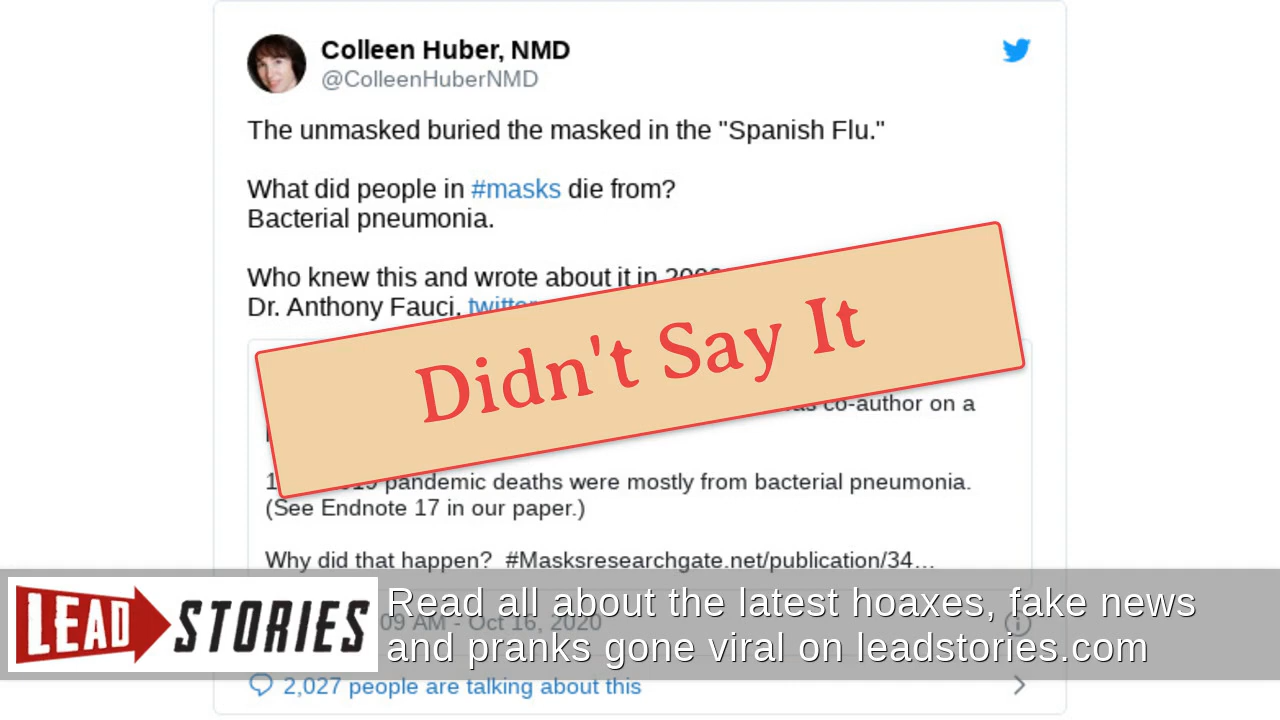 Colleen Huber, NMD
@ColleenHuberNMD
The unmasked buried the masked in the "Spanish Flu."
What did people in #masks die from?
Bacterial pneumonia.
Who knew this and wrote about it in
Dr. Anthony Fauci.
Didn't Say It
co-author on a
pandemic deaths were mostly from bacterial pneumonia.
(See Endnote 17 in our paper.)
Why did that happen? #Masksresearchgate.net/publication/34…
LEAD STORIES
Read all about the latest hoaxes, fake news
and pranks gone viral on leadstories.com
09 AM - Oct 16, 2020
2,027 people are talking about this